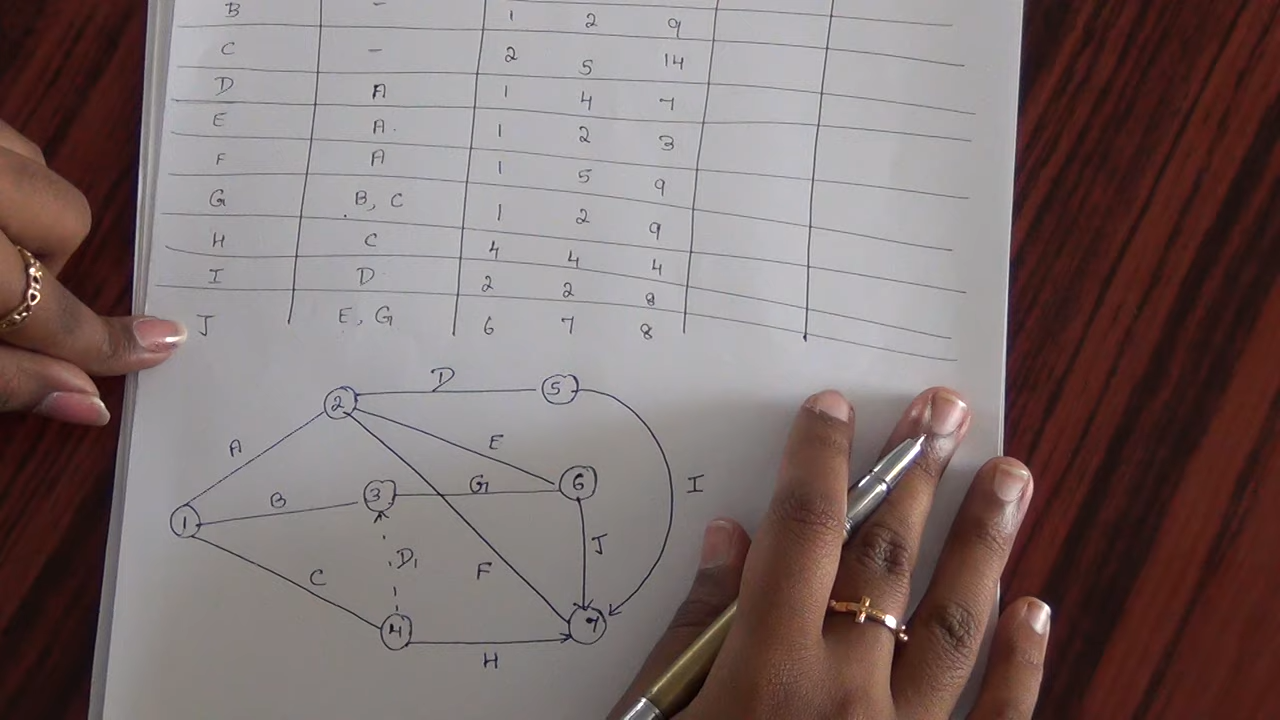 B - 1 2 9
C - 2 5 14
D A 1 4 7
E A. 1 2 3
F A 1 5 9
G B, C 1 2 9
H C 4 4 4
I D 2 2 8
J E, G 6 7 8
D
2 5
A E
I
B 3 G 6
1
J
C D1 F
4 7
H